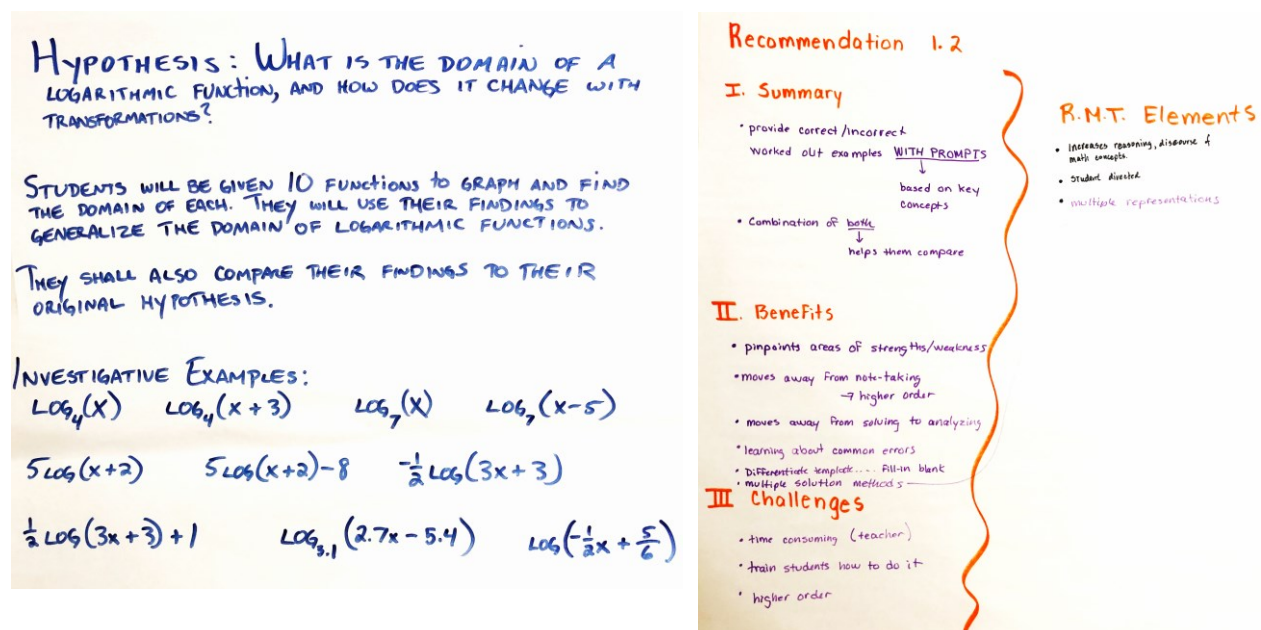 HYPOTHESIS: WHAT IS THE DOMAIN OF A
LOGARITHMIC FUNCTION, AND HOW DOES IT CHANGE WITH
TRANSFORMATIONS?
STUDENTS WILL BE GIVEN 10 FUNCTIONS TO GRAPH AND FIND
THE DOMAIN OF EACH. THEY WILL USE THEIR FINDINGS TO
GENERALIZE THE DOMAIN OF LOGARITHMIC FUNCTIONS.
THEY SHALL ALSO COMPARE THEIR FINDINGS TO THEIR
ORIGINAL HYPOTHESIS.
INVESTIGATIVE EXAMPLES:
LOG₄(X) LOG₄(X+3) LOG₇(X) LOG₇(X-5)
5LOG(X+2) 5LOG(X+2)-8 -1/2 LOG(3X+3)
1/2 LOG(3X+3)+1 LOG₃.₁(2.7X-5.4) LOG(-1/2X + 5/6)
Recommendation 1.2
I. Summary
• provide correct/incorrect
worked out examples WITH PROMPTS
↓
based on key
concepts
• Combination of both
↓
helps them compare
II. Benefits
• pinpoints areas of strengths/weakness
• moves away from note-taking
→ higher order
• moves away from solving to analyzing
• learning about common errors
• Differentiate template.... Fill-in blank
• multiple solution methods
III Challenges
• time consuming (teacher)
• train students how to do it
• higher order
R.M.T. Elements
• Increases reasoning, discourse &
math concepts.
• Student directed
• multiple representations